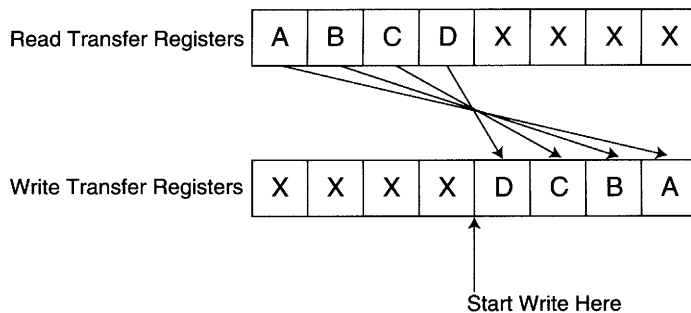 Read Transfer Registers A B C D X X X X
Write Transfer Registers X X X X D C B A
Start Write Here